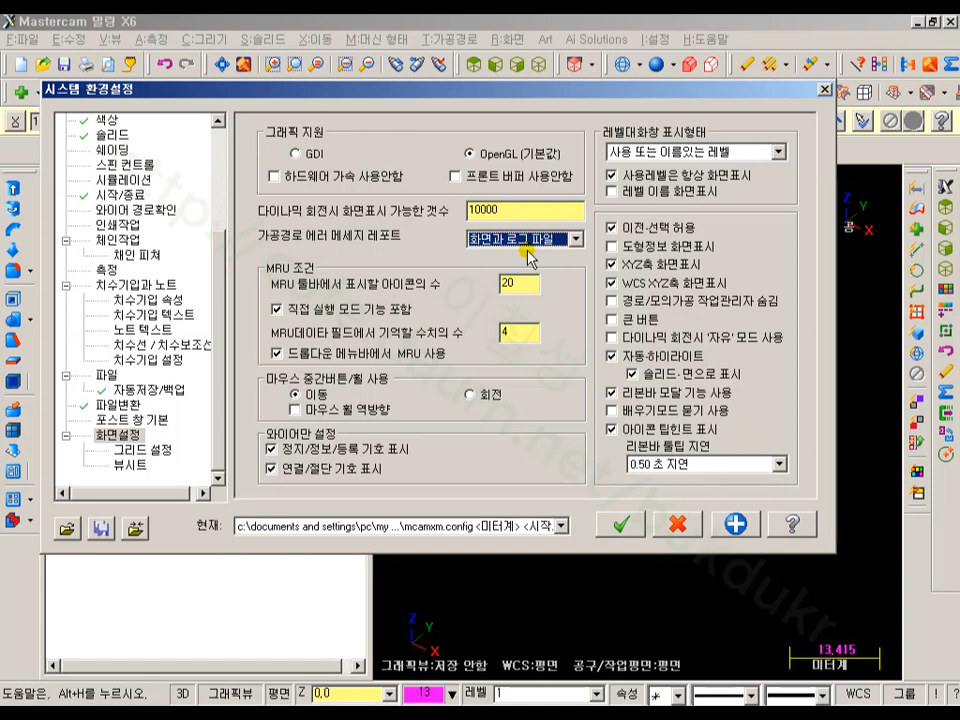 Mastercam 밀링 X6
F:파일 E:수정 V:뷰 A:측정 C:그리기 S:솔리드 X:이동 M:머신 형태 T:가공경로 R:화면 Art Ai Solutions I:설정 H:도움말
시스템 환경설정
색상
솔리드
쉐이딩
스핀 컨트롤
시뮬레이션
시작/종료
와이어 경로확인
인쇄작업
체인작업
체인 피쳐
측정
치수기입과 노트
치수기입 속성
치수기입 텍스트
노트 텍스트
치수선 / 치수보조선
치수기입 설정
파일
자동저장/백업
파일변환
포스트 창 기본
화면설정
그리드 설정
뷰시트
그래픽 지원
GDI
OpenGL (기본값)
하드웨어 가속 사용안함
프론트 버퍼 사용안함
다이나믹 회전시 화면표시 가능한 갯수
10000
가공경로 에러 메세지 레포트
화면과 로그 파일
MRU 조건
MRU 툴바에서 표시할 아이콘의 수
20
직접 실행 모드 기능 포함
MRU데이타 필드에서 기억할 수치의 수
4
드롭다운 메뉴바에서 MRU 사용
마우스 중간버튼/휠 사용
이동
회전
마우스 휠 역방향
와이어만 설정
정지/정보/등록 기호 표시
연결/절단 기호 표시
레벨대화창 표시형태
사용 또는 이름있는 레벨
사용레벨은 항상 화면표시
레벨 이름 화면표시
이전-선택 허용
도형정보 화면표시
XYZ축 화면표시
WCS XYZ축 화면표시
경로/모의가공 작업관리자 숨김
큰 버튼
다이나믹 회전시 '자유' 모드 사용
자동-하이라이트
솔리드-면으로 표시
리본바 모달 기능 사용
배우기모드 묻기 사용
아이콘 팁힌트 표시
리본바 툴팁 지연
0.50 초 지연
현재:
c:\documents and settings\pc\my ...\mcamxm.config <미터계> <시작.
Z
Y
X
공
Z
Y
X
13,415
미터계
그래픽뷰:저장 안함 WCS:평면 공구/작업평면:평면
도움말은, Alt+H를 누르시오,
3D
그래픽뷰
평면
Z
0,0
13
레벨
1
속성
WCS
그룹
!
?